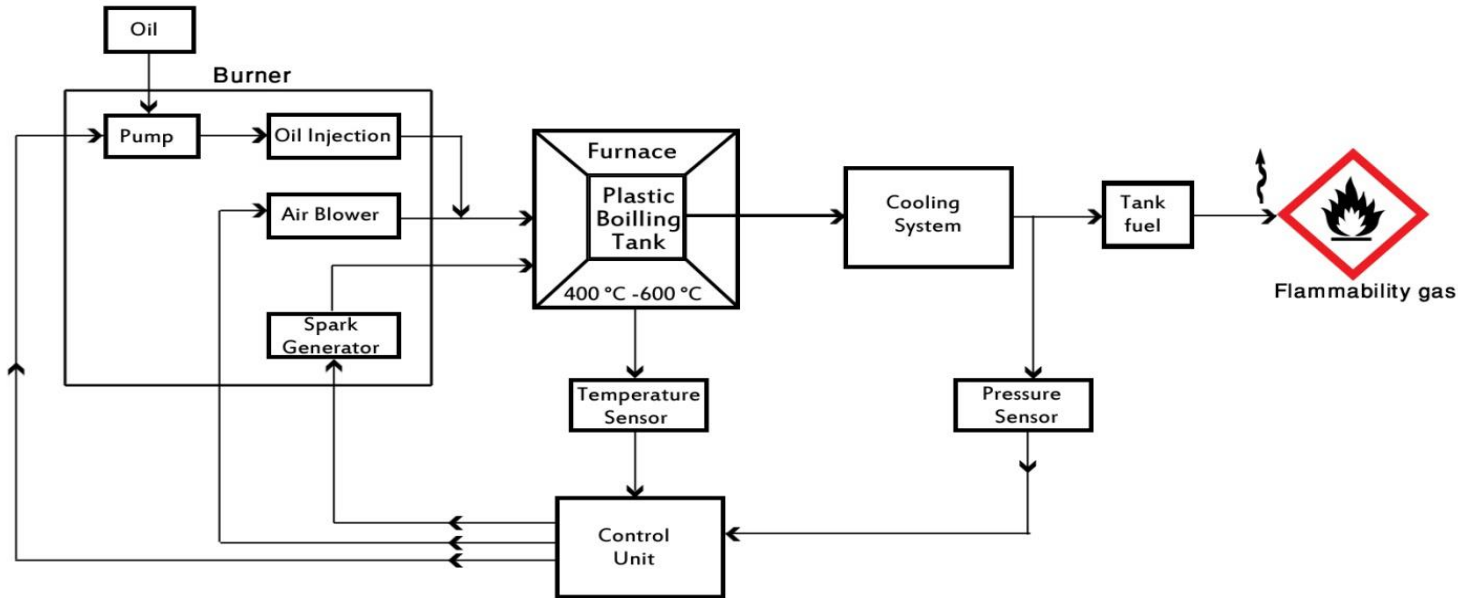 Oil
Burner
Pump
Oil Injection
Air Blower
Spark
Generator
Furnace
Plastic
Boilling
Tank
400 °C -600 °C
Cooling
System
Tank
fuel
Flammability gas
Temperature
Sensor
Pressure
Sensor
Control
Unit